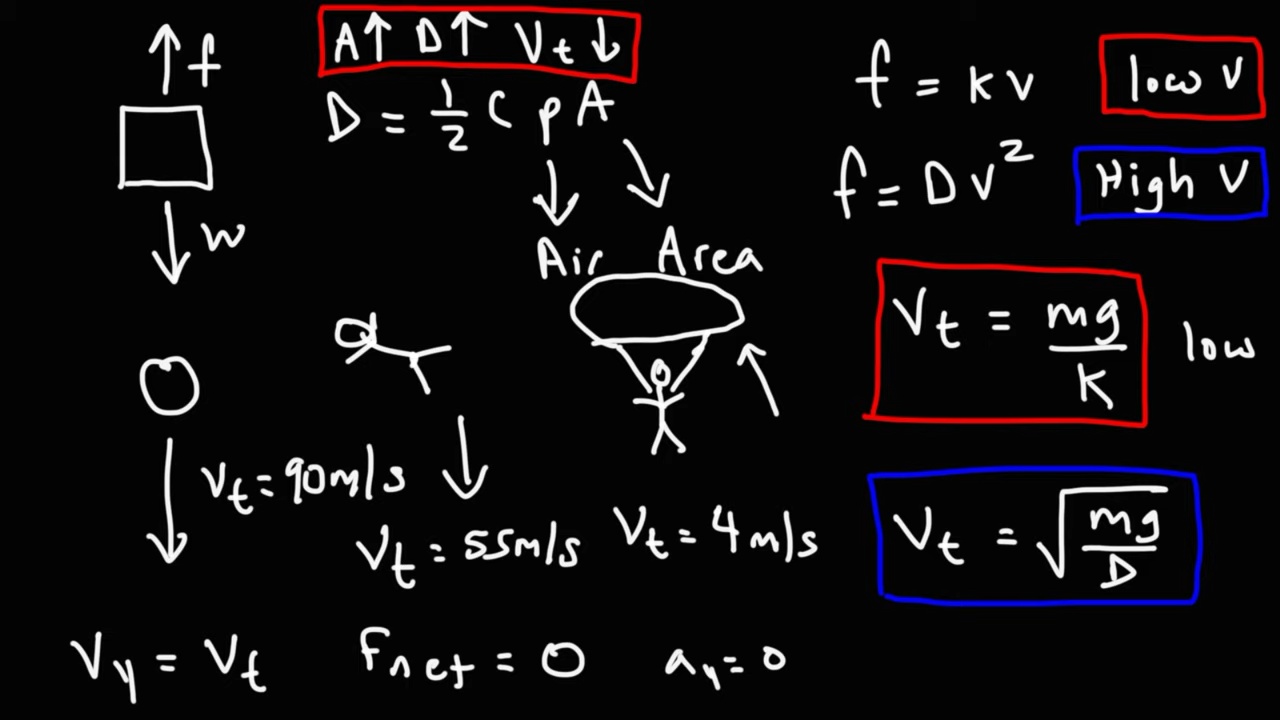 f
A↑ D↑ Vt↓
D = 1/2 C ρ A
w
Air Area
Vt = 90m/s
Vt = 55m/s
Vt = 4m/s
Vy = Vt Fnet = 0 ay = 0
f = KV low V
f = DV² High V
Vt = mg/K low
Vt = √(mg/D)